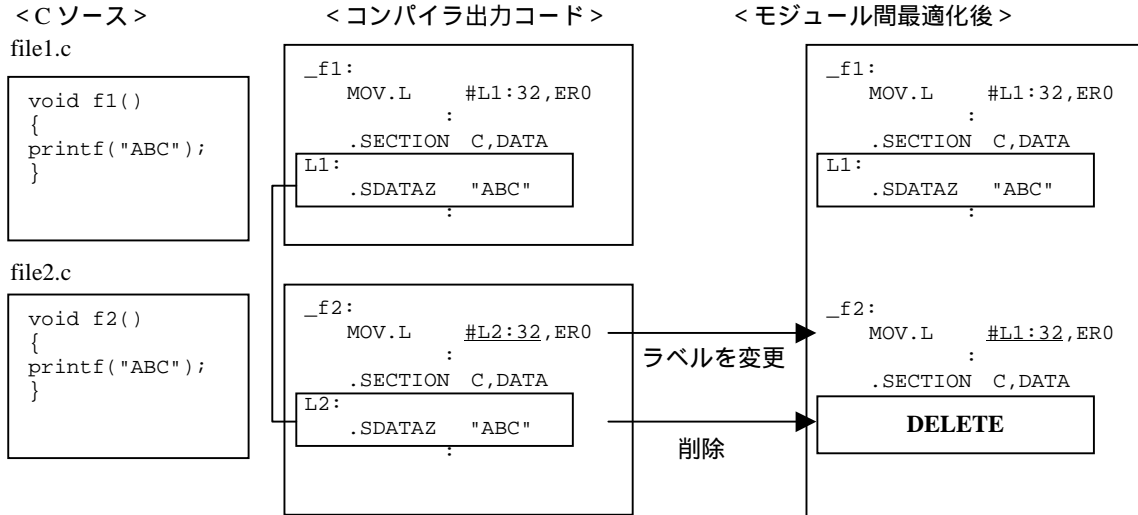 <C ソース>
<コンパイラ出力コード>
<モジュール間最適化後>
file1.c
void f1()
{
printf("ABC");
}
_f1:
MOV.L #L1:32,ER0
:
.SECTION C,DATA
L1:
.SDATAZ "ABC"
:
_f1:
MOV.L #L1:32,ER0
:
.SECTION C,DATA
L1:
.SDATAZ "ABC"
:
file2.c
void f2()
{
printf("ABC");
}
_f2:
MOV.L #L2:32,ER0
:
.SECTION C,DATA
L2:
.SDATAZ "ABC"
:
ラベルを変更
削除
_f2:
MOV.L #L1:32,ER0
:
.SECTION C,DATA
DELETE